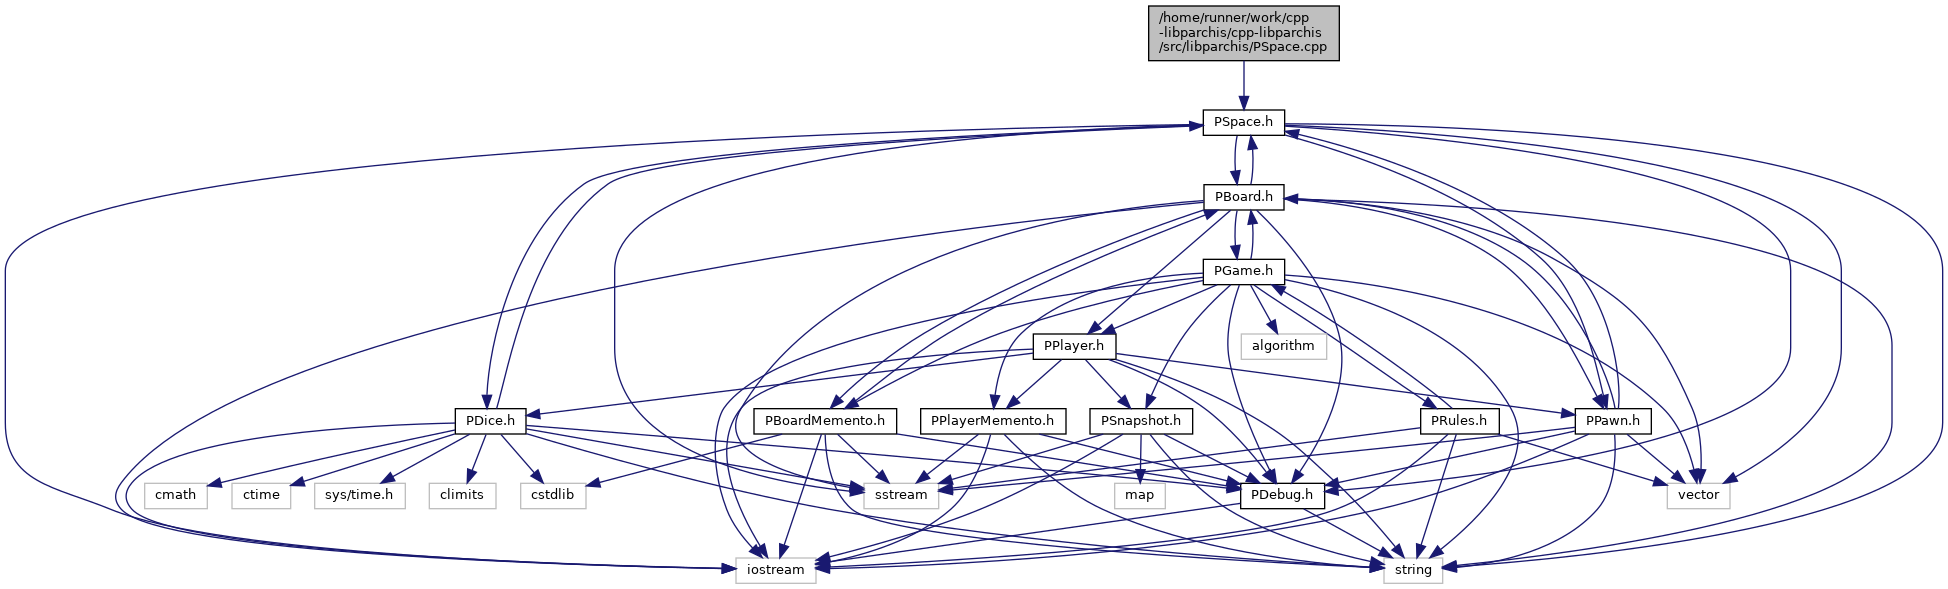 /home/runner/work/cpp
-libparchis/cpp-libparchis
/src/libparchis/PSpace.cpp
PSpace.h
PBoard.h
PGame.h
PPlayer.h
algorithm
PDice.h
PBoardMemento.h
PPlayerMemento.h
PSnapshot.h
PRules.h
PPawn.h
cmath
ctime
sys/time.h
climits
cstdlib
sstream
map
PDebug.h
vector
iostream
string